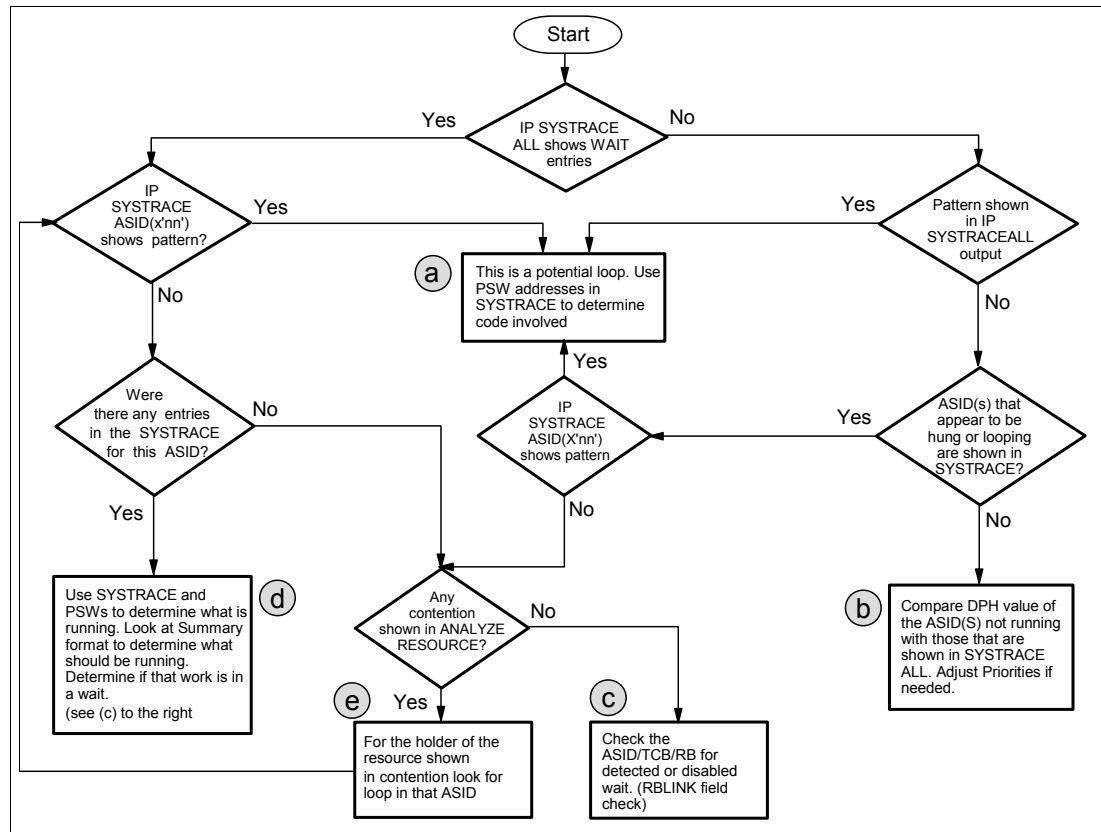 Start
IP SYSTRACE
ALL shows WAIT
entries
Yes
No
IP
SYSTRACE
ASID(x'nn')
shows pattern?
Yes
No
Yes
Pattern shown
in IP
SYSTRACEALL
output
No
a
This is a potential loop. Use
PSW addresses in
SYSTRACE to determine
code involved
Yes
Were
there any entries
in the SYSTRACE
for this ASID?
No
Yes
IP
SYSTRACE
ASID(X'nn')
shows pattern
No
Yes
ASID(s) that
appear to be
hung or looping
are shown in
SYSTRACE?
No
Use SYSTRACE and
PSWs to determine what is
running. Look at Summary
format to determine what
should be running.
Determine if that work is in
a wait.
(see (c) to the right
d
Any
contention
shown in ANALYZE
RESOURCE?
No
Yes
b
Compare DPH value of
the ASID(S) not running
with those that are
shown in SYSTRACE
ALL. Adjust Priorities if
needed.
e
For the holder of the
resource shown
in contention look for
loop in that ASID
c
Check the
ASID/TCB/RB for
detected or disabled
wait. (RBLINK field
check)